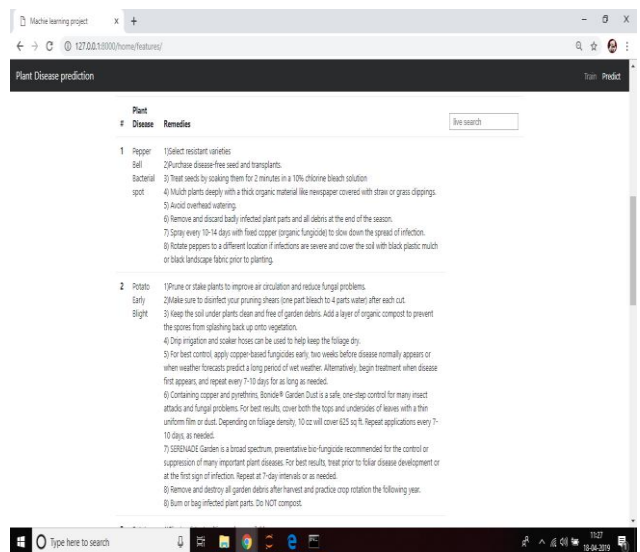 Machie learning project
127.0.0.1:8000/home/features/
Plant Disease prediction
Train Predict
# Plant Disease Remedies
live search
1 Pepper Bell Bacterial spot
1)Select resistant varieties
2)Purchase disease-free seed and transplants.
3) Treat seeds by soaking them for 2 minutes in a 10% chlorine bleach solution
4) Mulch plants deeply with a thick organic material like newspaper covered with straw or grass clippings.
5) Avoid overhead watering.
6) Remove and discard badly infected plant parts and all debris at the end of the season.
7) Spray every 10-14 days with fixed copper (organic fungicide) to slow down the spread of infection.
8) Rotate peppers to a different location if infections are severe and cover the soil with black plastic mulch
or black landscape fabric prior to planting.
2 Potato Early Blight
1)Prune or stake plants to improve air circulation and reduce fungal problems.
2)Make sure to disinfect your pruning shears (one part bleach to 4 parts water) after each cut.
3) Keep the soil under plants clean and free of garden debris. Add a layer of organic compost to prevent
the spores from splashing back up onto vegetation.
4) Drip irrigation and soaker hoses can be used to help keep the foliage dry.
5) For best control, apply copper-based fungicides early, two weeks before disease normally appears or
when weather forecasts predict a long period of wet weather. Alternatively, begin treatment when disease
first appears, and repeat every 7-10 days for as long as needed.
6) Containing copper and pyrethrins, Bonide® Garden Dust is a safe, one-step control for many insect
attacks and fungal problems. For best results, cover both the tops and undersides of leaves with a thin
uniform film or dust. Depending on foliage density, 10 oz will cover 625 sq ft. Repeat applications every 7-
10 days, as needed.
7) SERENADE Garden is a broad spectrum, preventative bio-fungicide recommended for the control or
suppression of many important plant diseases. For best results, treat prior to foliar disease development or
at the first sign of infection. Repeat at 7-day intervals or as needed.
8) Remove and destroy all garden debris after harvest and practice crop rotation the following year.
8) Burn or bag infected plant parts. Do NOT compost.
Type here to search
11:27
18-04-2019